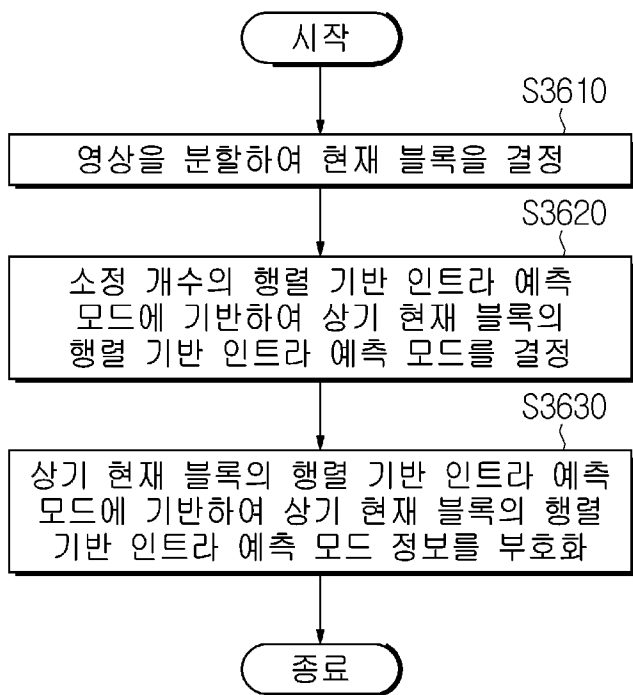 시작
S3610
영상을 분할하여 현재 블록을 결정
S3620
소정 개수의 행렬 기반 인트라 예측
모드에 기반하여 상기 현재 블록의
행렬 기반 인트라 예측 모드를 결정
S3630
상기 현재 블록의 행렬 기반 인트라 예측
모드에 기반하여 상기 현재 블록의 행렬
기반 인트라 예측 모드 정보를 부호화
종료